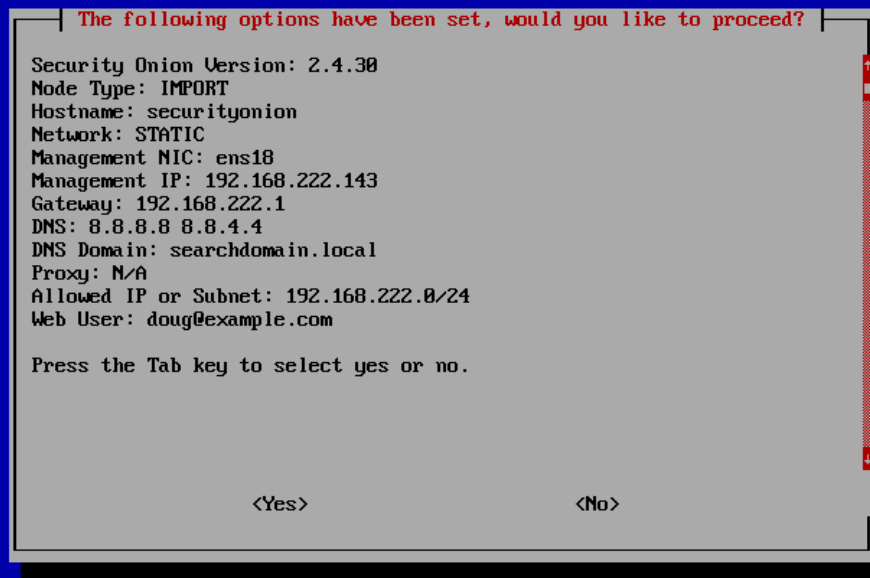 The following options have been set, would you like to proceed?
Security Onion Version: 2.4.30
Node Type: IMPORT
Hostname: securityonion
Network: STATIC
Management NIC: ens18
Management IP: 192.168.222.143
Gateway: 192.168.222.1
DNS: 8.8.8.8 8.8.4.4
DNS Domain: searchdomain.local
Proxy: N/A
Allowed IP or Subnet: 192.168.222.0/24
Web User: doug@example.com
Press the Tab key to select yes or no.
<Yes> <No>